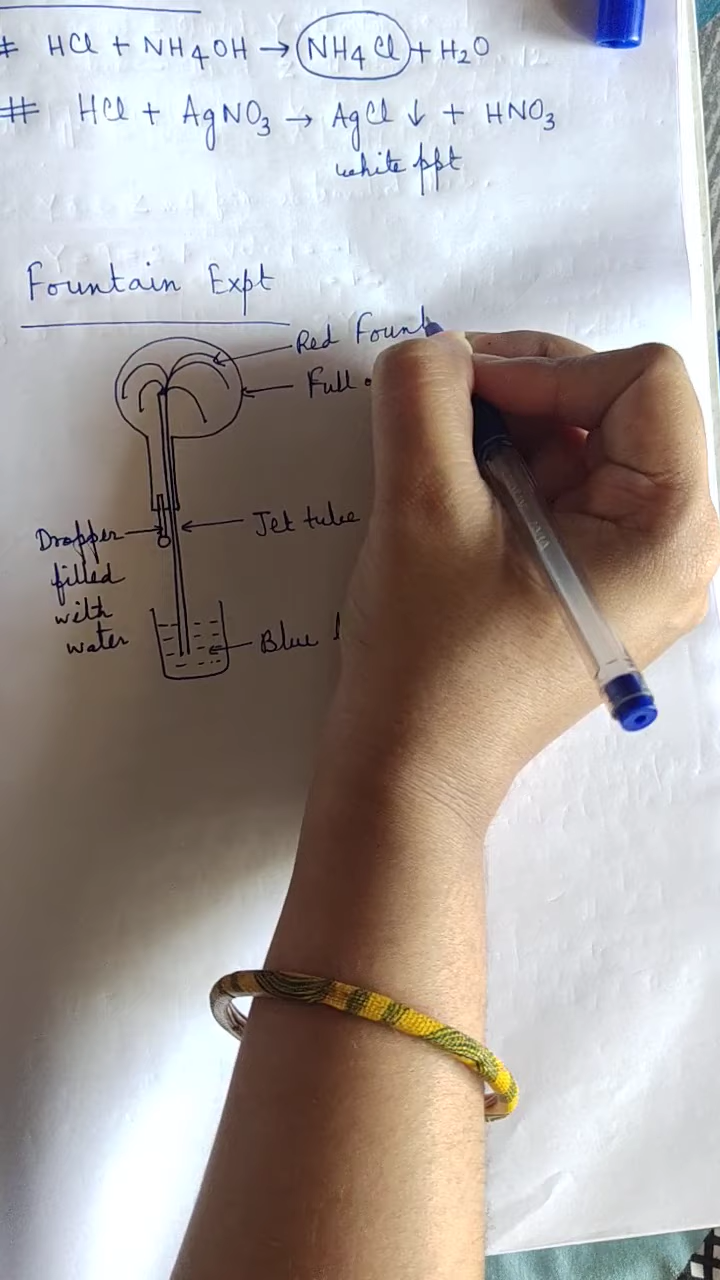 # HCl + NH₄OH → NH₄Cl + H₂O
# HCl + AgNO₃ → AgCl ↓ + HNO₃
white ppt
Fountain Expt
Red
Full
Dropper
filled
with
water
Jet tube
Blue